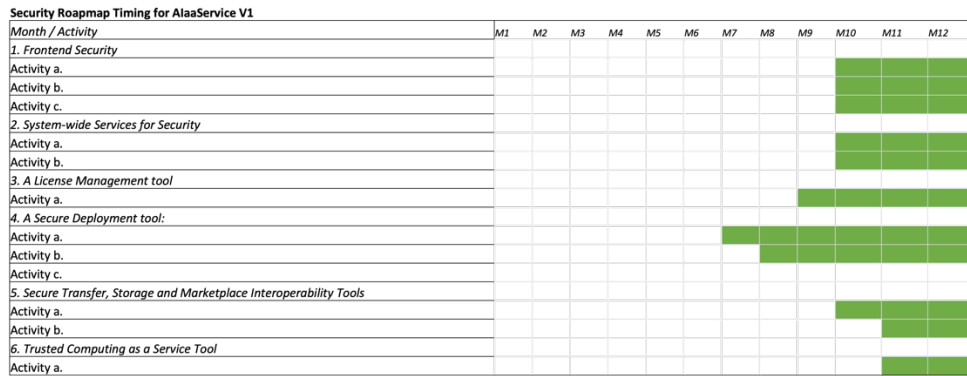 Security Roapmap Timing for AIaaService V1
Month / Activity M1 M2 M3 M4 M5 M6 M7 M8 M9 M10 M11 M12
1. Frontend Security
Activity a.
Activity b.
Activity c.
2. System-wide Services for Security
Activity a.
Activity b.
3. A License Management tool
Activity a.
4. A Secure Deployment tool:
Activity a.
Activity b.
Activity c.
5. Secure Transfer, Storage and Marketplace Interoperability Tools
Activity a.
Activity b.
6. Trusted Computing as a Service Tool
Activity a.